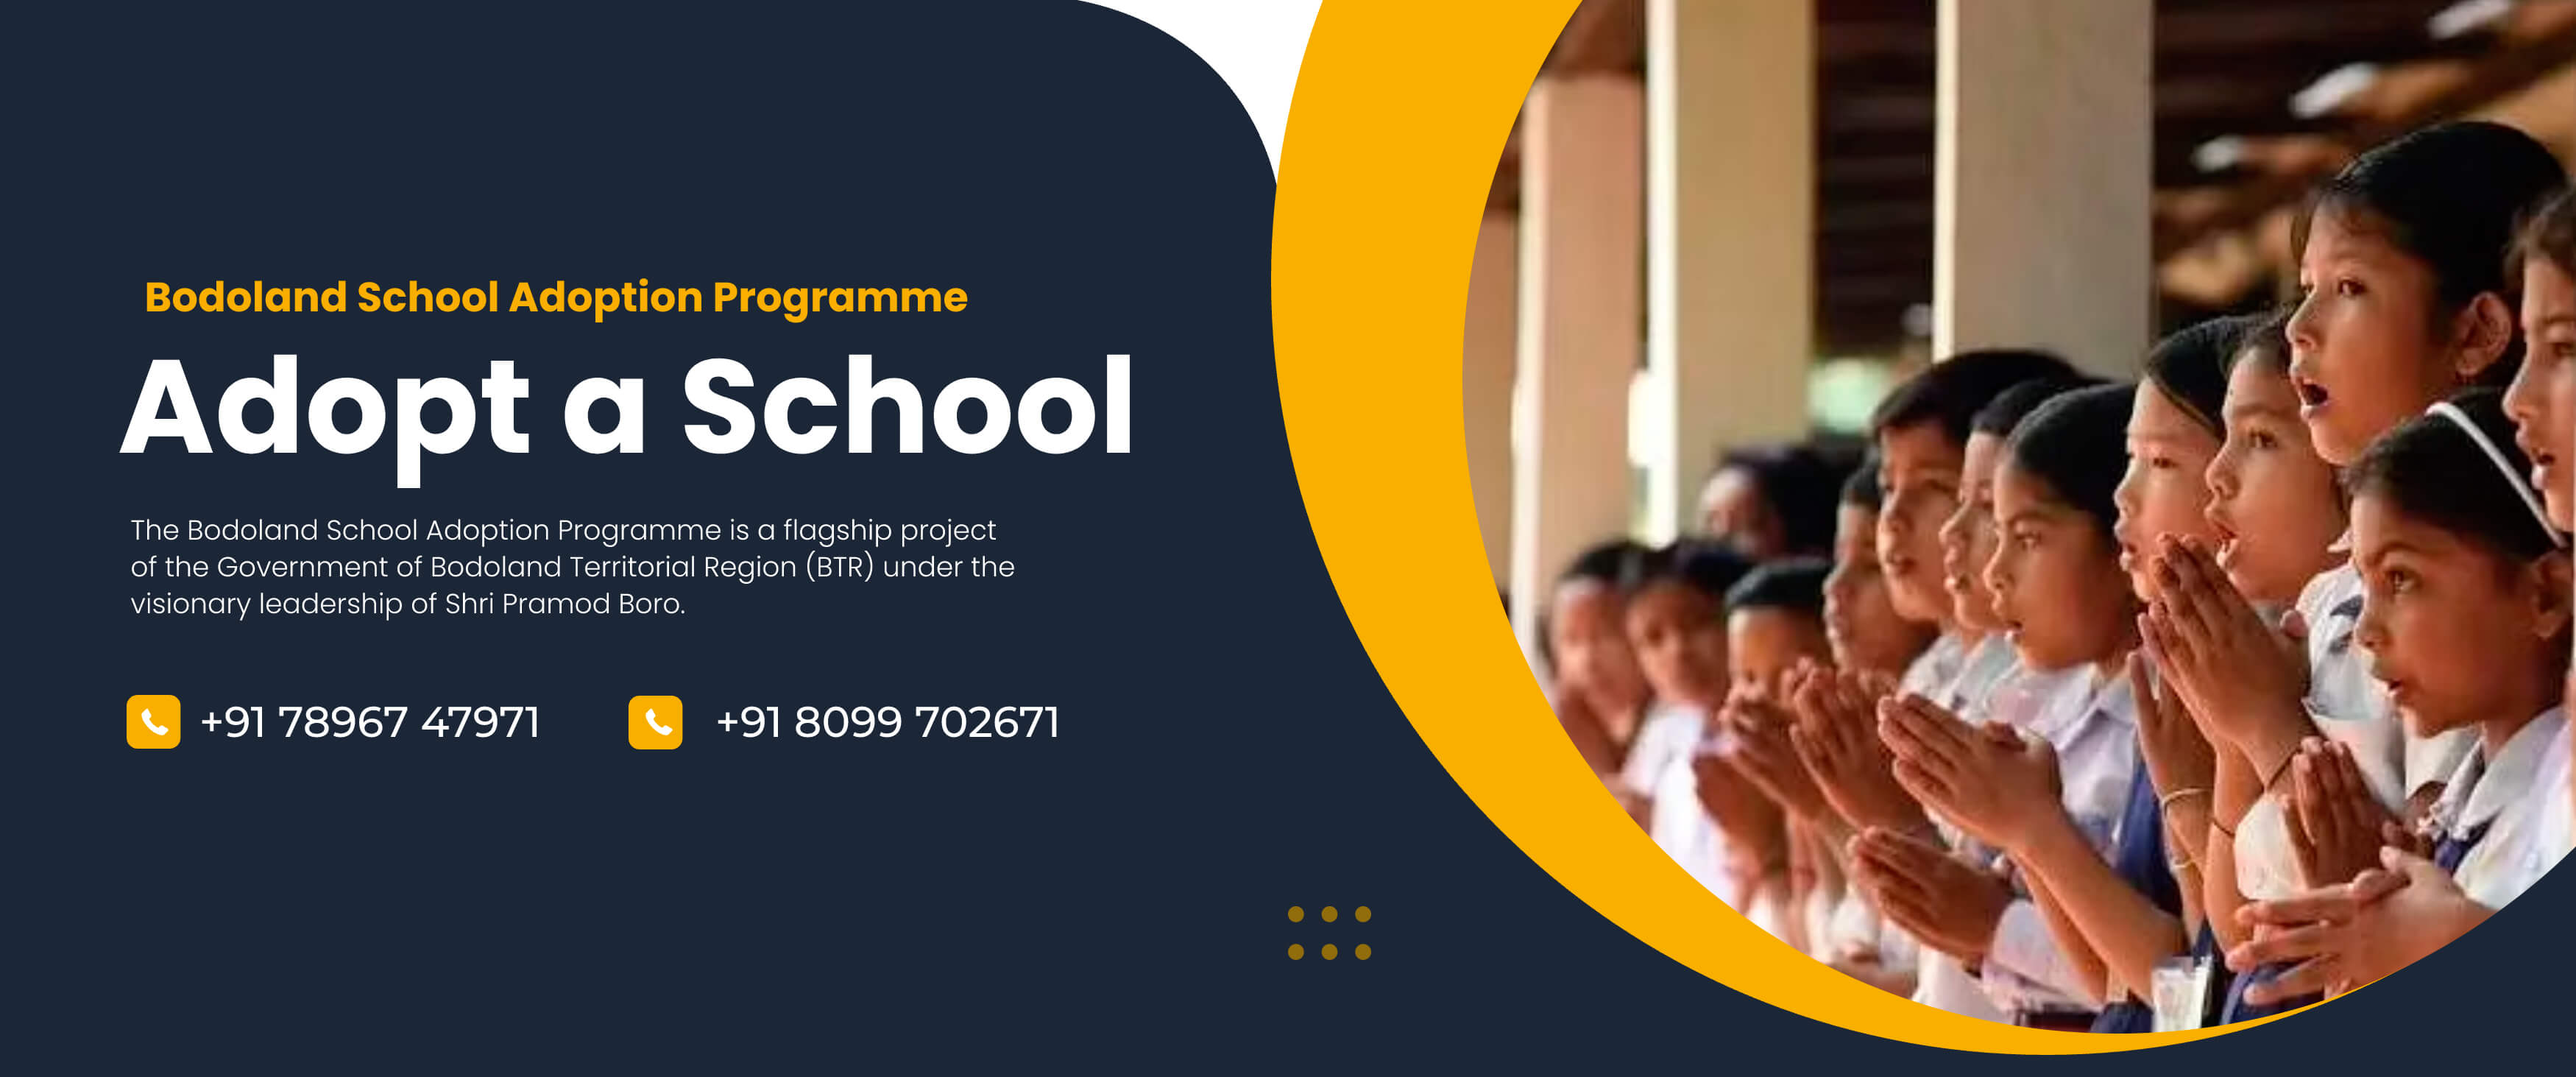 Bodoland School Adoption Programme
Adopt a School
The Bodoland School Adoption Programme is a flagship project
of the Government of Bodoland Territorial Region (BTR) under the
visionary leadership of Shri Pramod Boro.
+91 78967 47971
+91 8099 702671